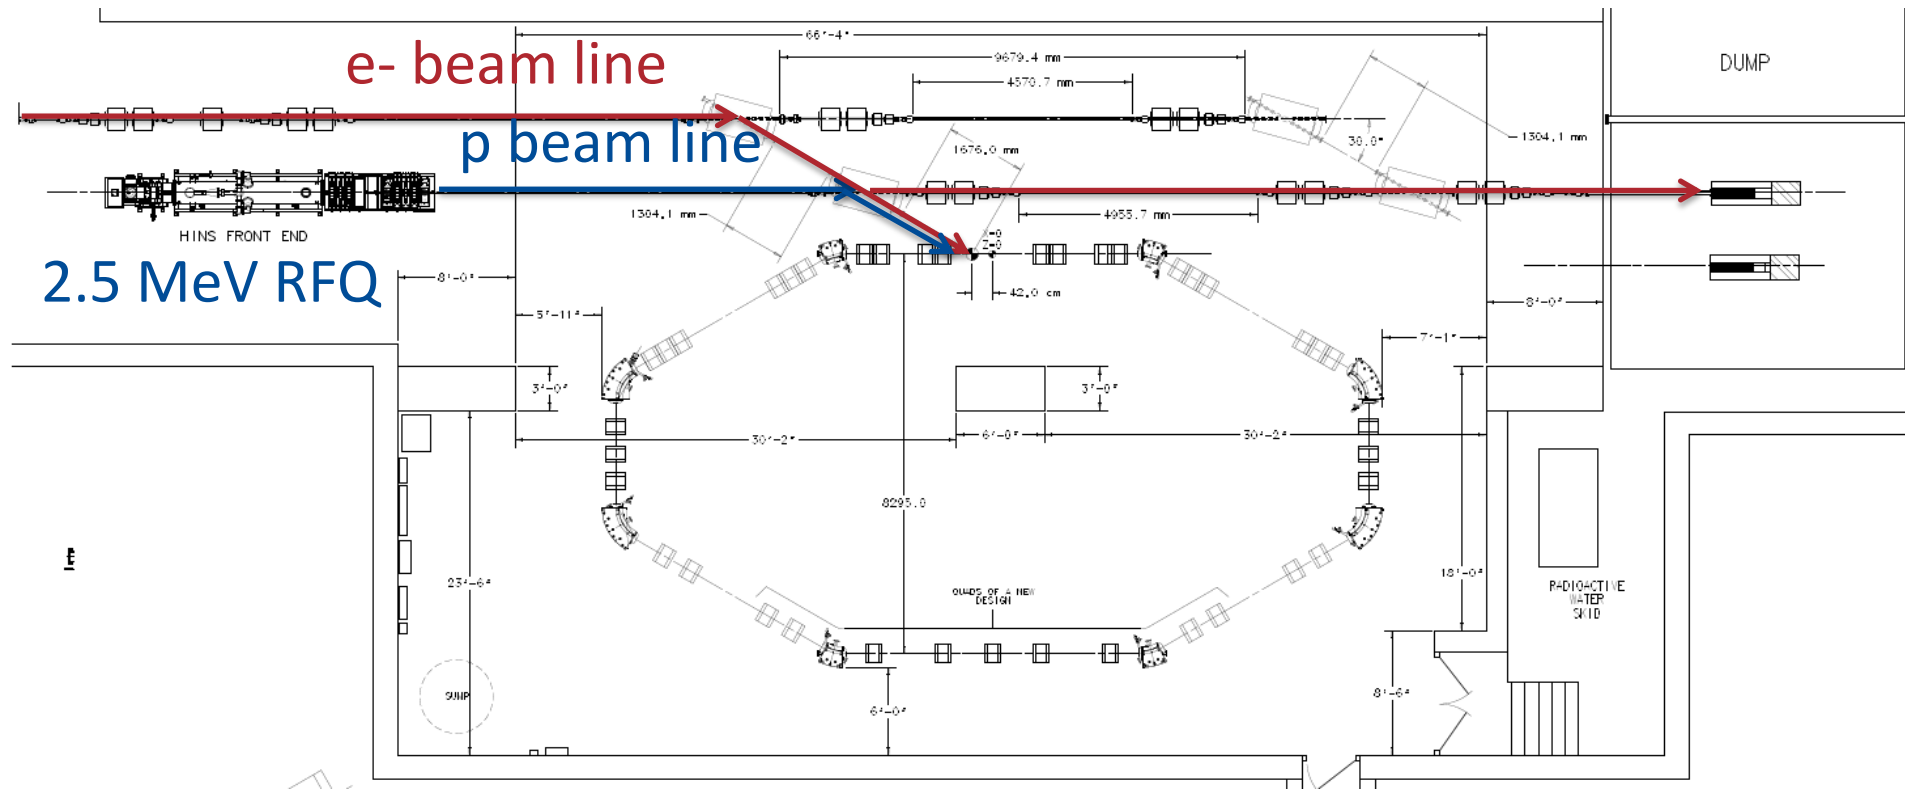 66'-4"
e- beam line
9679.4 mm
DUMP
4570.7 mm
p beam line
30.0°
1304.1 mm
1676.0 mm
1304.1 mm
4955.7 mm
HINS FRONT END
X=0
Z=0
2.5 MeV RFQ
8'-0"
42.0 cm
8'-0"
5'-11"
7'-1"
3'-0"
3'-0"
30'-2"
6'-0"
30'-2"
8295.0
23'-6"
18'-0"
QUADS OF A NEW
DESIGN
RADIOACTIVE
WATER
SKID
SUMP
6'-0"
8'-6"